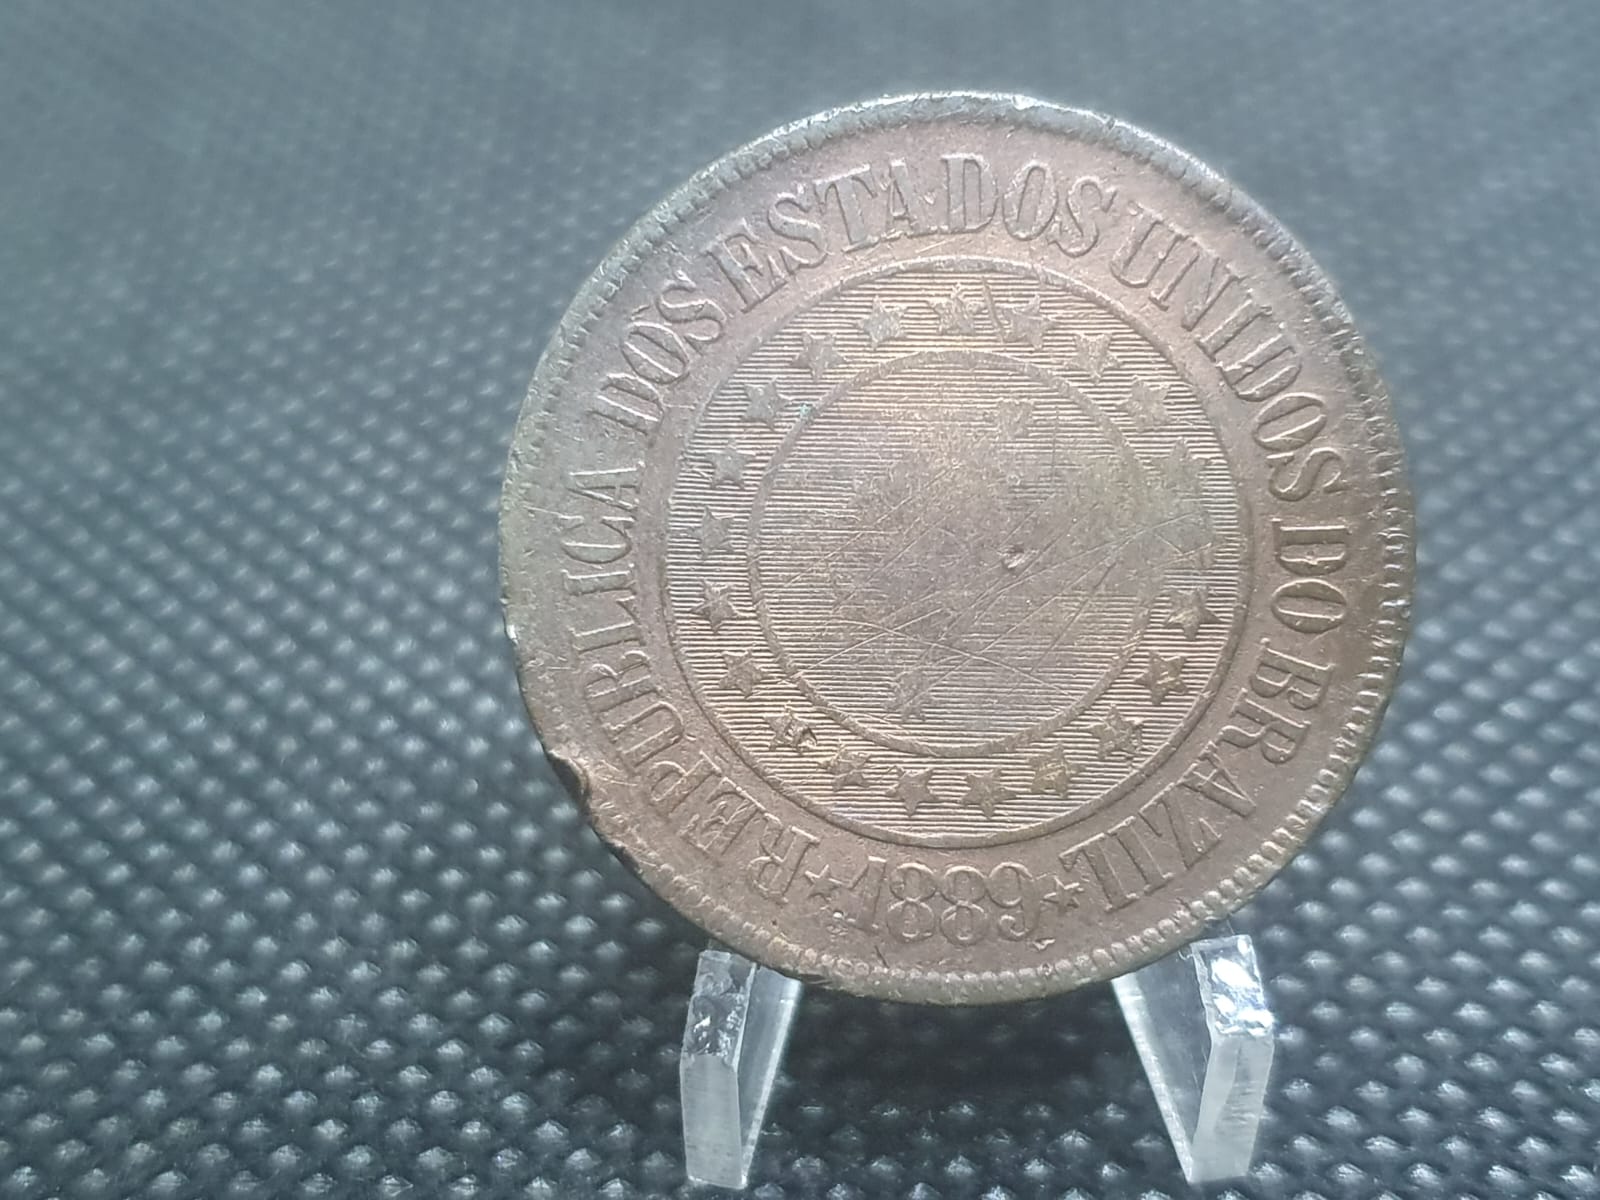 REPUBLICA DOS ESTADOS UNIDOS DO BRAZIL
★ 1889 ★